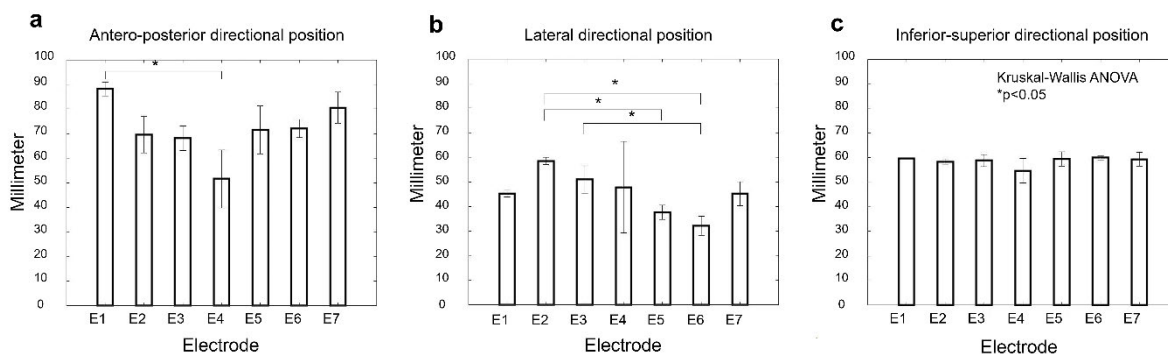 a
Antero-posterior directional position
Millimeter
100
90
80
70
60
50
40
30
20
10
0
*
E1 E2 E3 E4 E5 E6 E7
Electrode
b
Lateral directional position
Millimeter
100
90
80
70
60
50
40
30
20
10
0
*
*
*
E1 E2 E3 E4 E5 E6 E7
Electrode
c
Inferior-superior directional position
Millimeter
100
90
80
70
60
50
40
30
20
10
0
Kruskal-Wallis ANOVA
*p<0.05
E1 E2 E3 E4 E5 E6 E7
Electrode